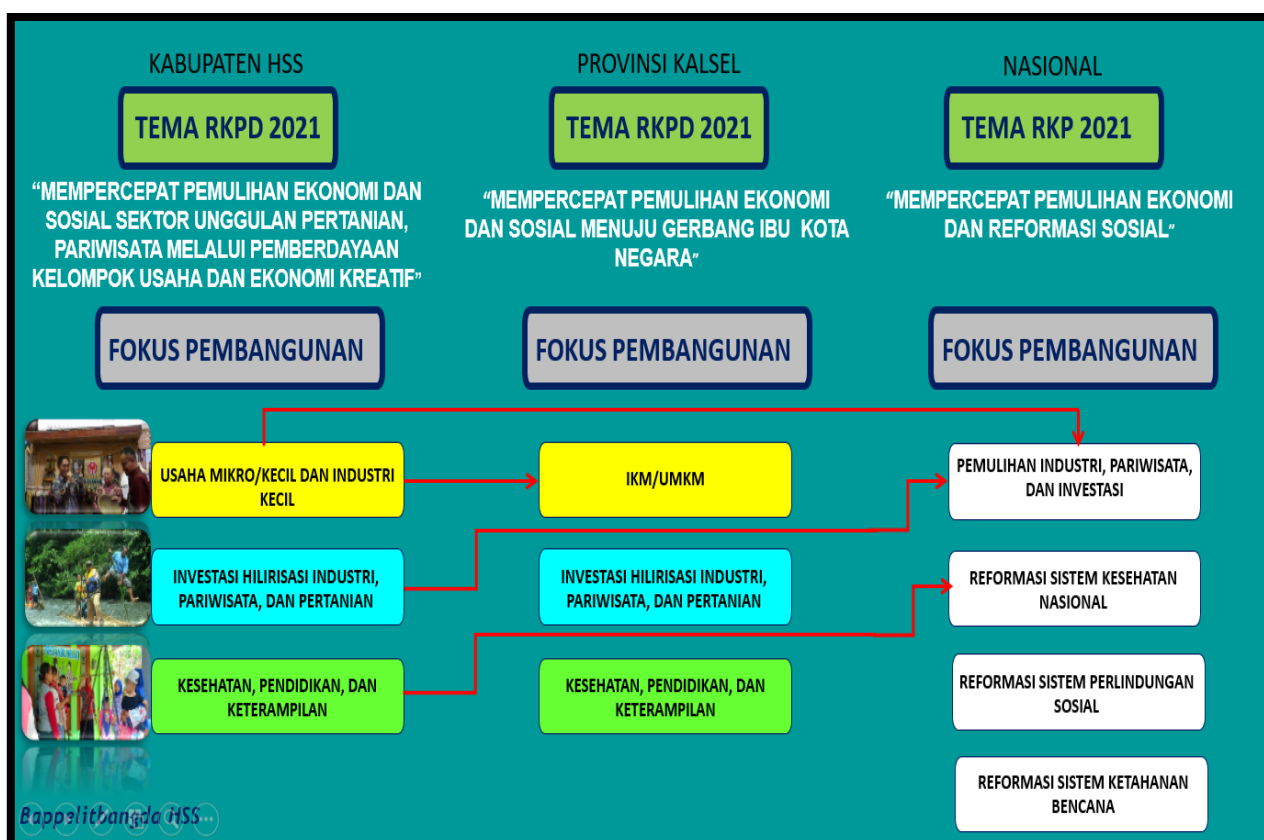 KABUPATEN HSS
TEMA RKPD 2021
“MEMPERCEPAT PEMULIHAN EKONOMI DAN
SOSIAL SEKTOR UNGGULAN PERTANIAN,
PARIWISATA MELALUI PEMBERDAYAAN
KELOMPOK USAHA DAN EKONOMI KREATIF”
FOKUS PEMBANGUNAN
USAHA MIKRO/KECIL DAN INDUSTRI
KECIL
INVESTASI HILIRISASI INDUSTRI,
PARIWISATA, DAN PERTANIAN
KESEHATAN, PENDIDIKAN, DAN
KETERAMPILAN
PROVINSI KALSEL
TEMA RKPD 2021
“MEMPERCEPAT PEMULIHAN EKONOMI
DAN SOSIAL MENUJU GERBANG IBU KOTA
NEGARA”
FOKUS PEMBANGUNAN
IKM/UMKM
INVESTASI HILIRISASI INDUSTRI,
PARIWISATA, DAN PERTANIAN
KESEHATAN, PENDIDIKAN, DAN
KETERAMPILAN
NASIONAL
TEMA RKP 2021
“MEMPERCEPAT PEMULIHAN EKONOMI
DAN REFORMASI SOSIAL”
FOKUS PEMBANGUNAN
PEMULIHAN INDUSTRI, PARIWISATA,
DAN INVESTASI
REFORMASI SISTEM KESEHATAN
NASIONAL
REFORMASI SISTEM PERLINDUNGAN
SOSIAL
REFORMASI SISTEM KETAHANAN
BENCANA
Bappelitbangda HSS